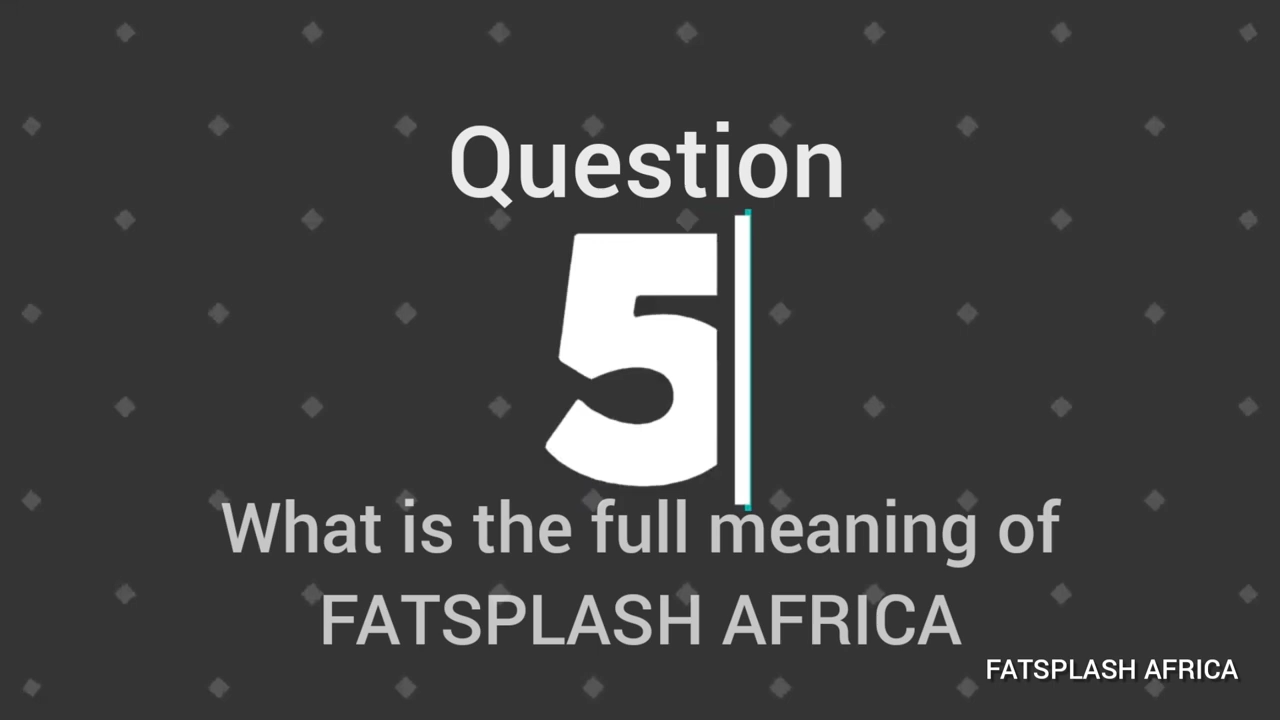 Question
5
What is the full meaning of
FATSPLASH AFRICA
FATSPLASH AFRICA